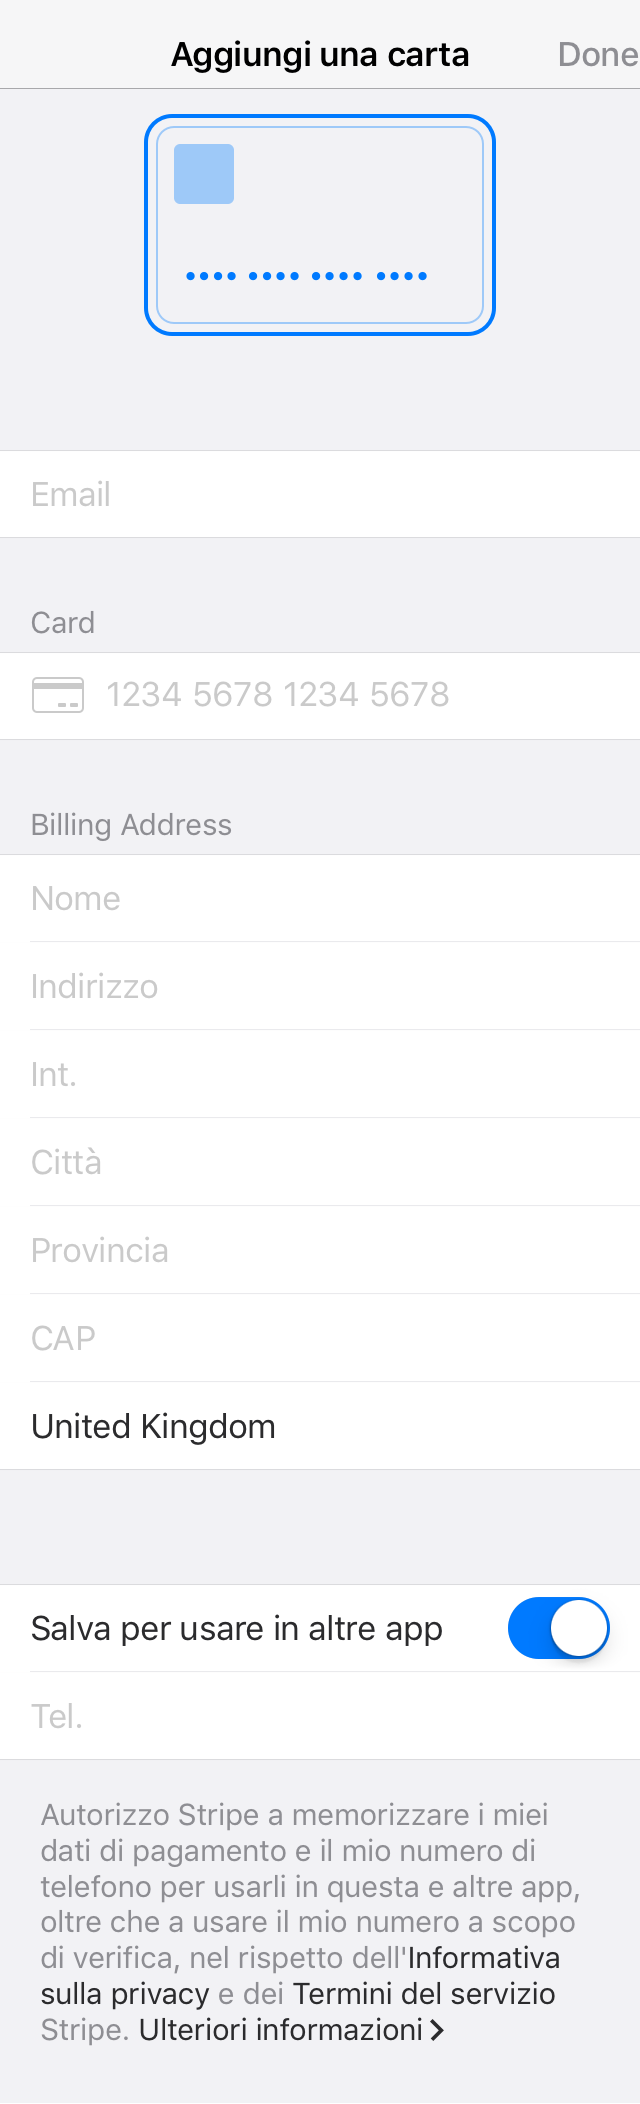 Aggiungi una carta
Done
•••• •••• •••• ••••
Email
Card
1234 5678 1234 5678
Billing Address
Nome
Indirizzo
Int.
Città
Provincia
CAP
United Kingdom
Salva per usare in altre app
Tel.
Autorizzo Stripe a memorizzare i miei
dati di pagamento e il mio numero di
telefono per usarli in questa e altre app,
oltre che a usare il mio numero a scopo
di verifica, nel rispetto dell'Informativa
sulla privacy e dei Termini del servizio
Stripe. Ulteriori informazioni